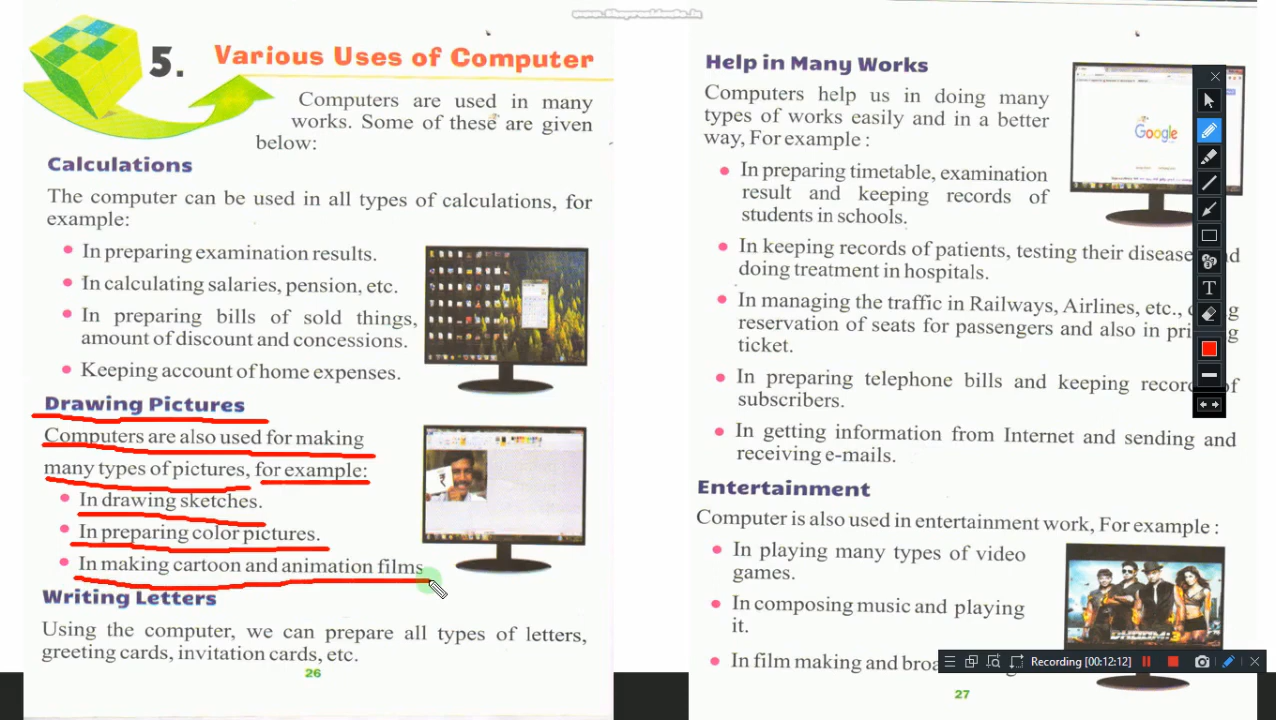 5. Various Uses of Computer
Computers are used in many
works. Some of these are given
below:
Calculations
The computer can be used in all types of calculations, for
example:
• In preparing examination results.
• In calculating salaries, pension, etc.
• In preparing bills of sold things,
amount of discount and concessions.
• Keeping account of home expenses.
Drawing Pictures
Computers are also used for making
many types of pictures, for example:
• In drawing sketches.
• In preparing color pictures.
• In making cartoon and animation films
Writing Letters
Using the computer, we can prepare all types of letters,
greeting cards, invitation cards, etc.
26
Help in Many Works
Computers help us in doing many
types of works easily and in a better
way, For example :
Google
• In preparing timetable, examination
result and keeping records of
students in schools.
• In keeping records of patients, testing their disease
doing treatment in hospitals.
• In managing the traffic in Railways, Airlines, etc.,
reservation of seats for passengers and also in
ticket.
• In preparing telephone bills and keeping of
subscribers.
• In getting information from Internet and sending and
receiving e-mails.
Entertainment
Computer is also used in entertainment work, For example :
• In playing many types of video
games.
• In composing music and playing
it.
DHOOM:3
• In film making and
Recording [00:12:12]
27
T